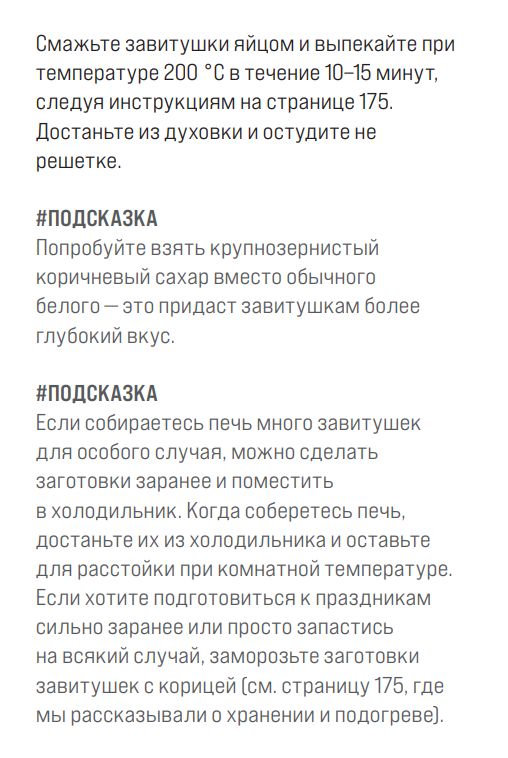 Смажьте завитушки яйцом и выпекайте при
температуре 200 °C в течение 10–15 минут,
следуя инструкциям на странице 175.
Достаньте из духовки и остудите не
решетке.
#ПОДСКАЗКА
Попробуйте взять крупнозернистый
коричневый сахар вместо обычного
белого — это придаст завитушкам более
глубокий вкус.
#ПОДСКАЗКА
Если собираетесь печь много завитушек
для особого случая, можно сделать
заготовки заранее и поместить
в холодильник. Когда соберетесь печь,
достаньте их из холодильника и оставьте
для расстойки при комнатной температуре.
Если хотите подготовиться к праздникам
сильно заранее или просто запастись
на всякий случай, заморозьте заготовки
завитушек с корицей (см. страницу 175, где
мы рассказывали о хранении и подогреве).